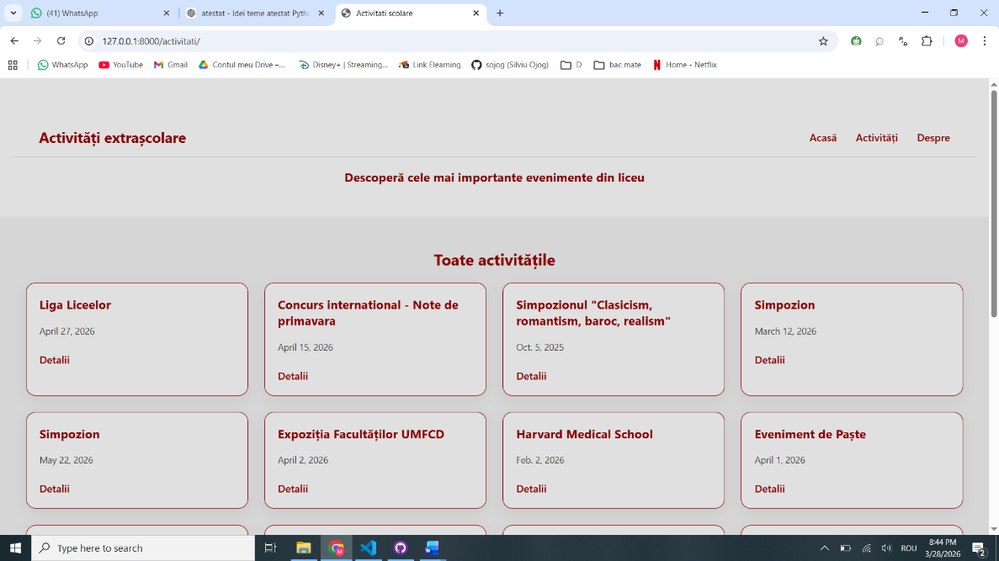 (41) WhatsApp
atestat - Idei teme atestat Pyth
Activitati scolare
127.0.0.1:8000/activitati/
M
WhatsApp
YouTube
Gmail
Contul meu Drive –...
Disney+ | Streaming...
Link Elearning
sojog (Silviu Ojog)
D
bac mate
Home - Netflix
Activități extrașcolare
Acasă
Activități
Despre
Descoperă cele mai importante evenimente din liceu
Toate activitățile
Liga Liceelor
April 27, 2026
Detalii
Concurs international - Note de
primavara
April 15, 2026
Detalii
Simpozionul "Clasicism,
romantism, baroc, realism"
Oct. 5, 2025
Detalii
Simpozion
March 12, 2026
Detalii
Simpozion
May 22, 2026
Detalii
Expoziția Facultăților UMFCD
April 2, 2026
Detalii
Harvard Medical School
Feb. 2, 2026
Detalii
Eveniment de Paște
April 1, 2026
Detalii
Type here to search
ROU
8:44 PM
3/28/2026
2